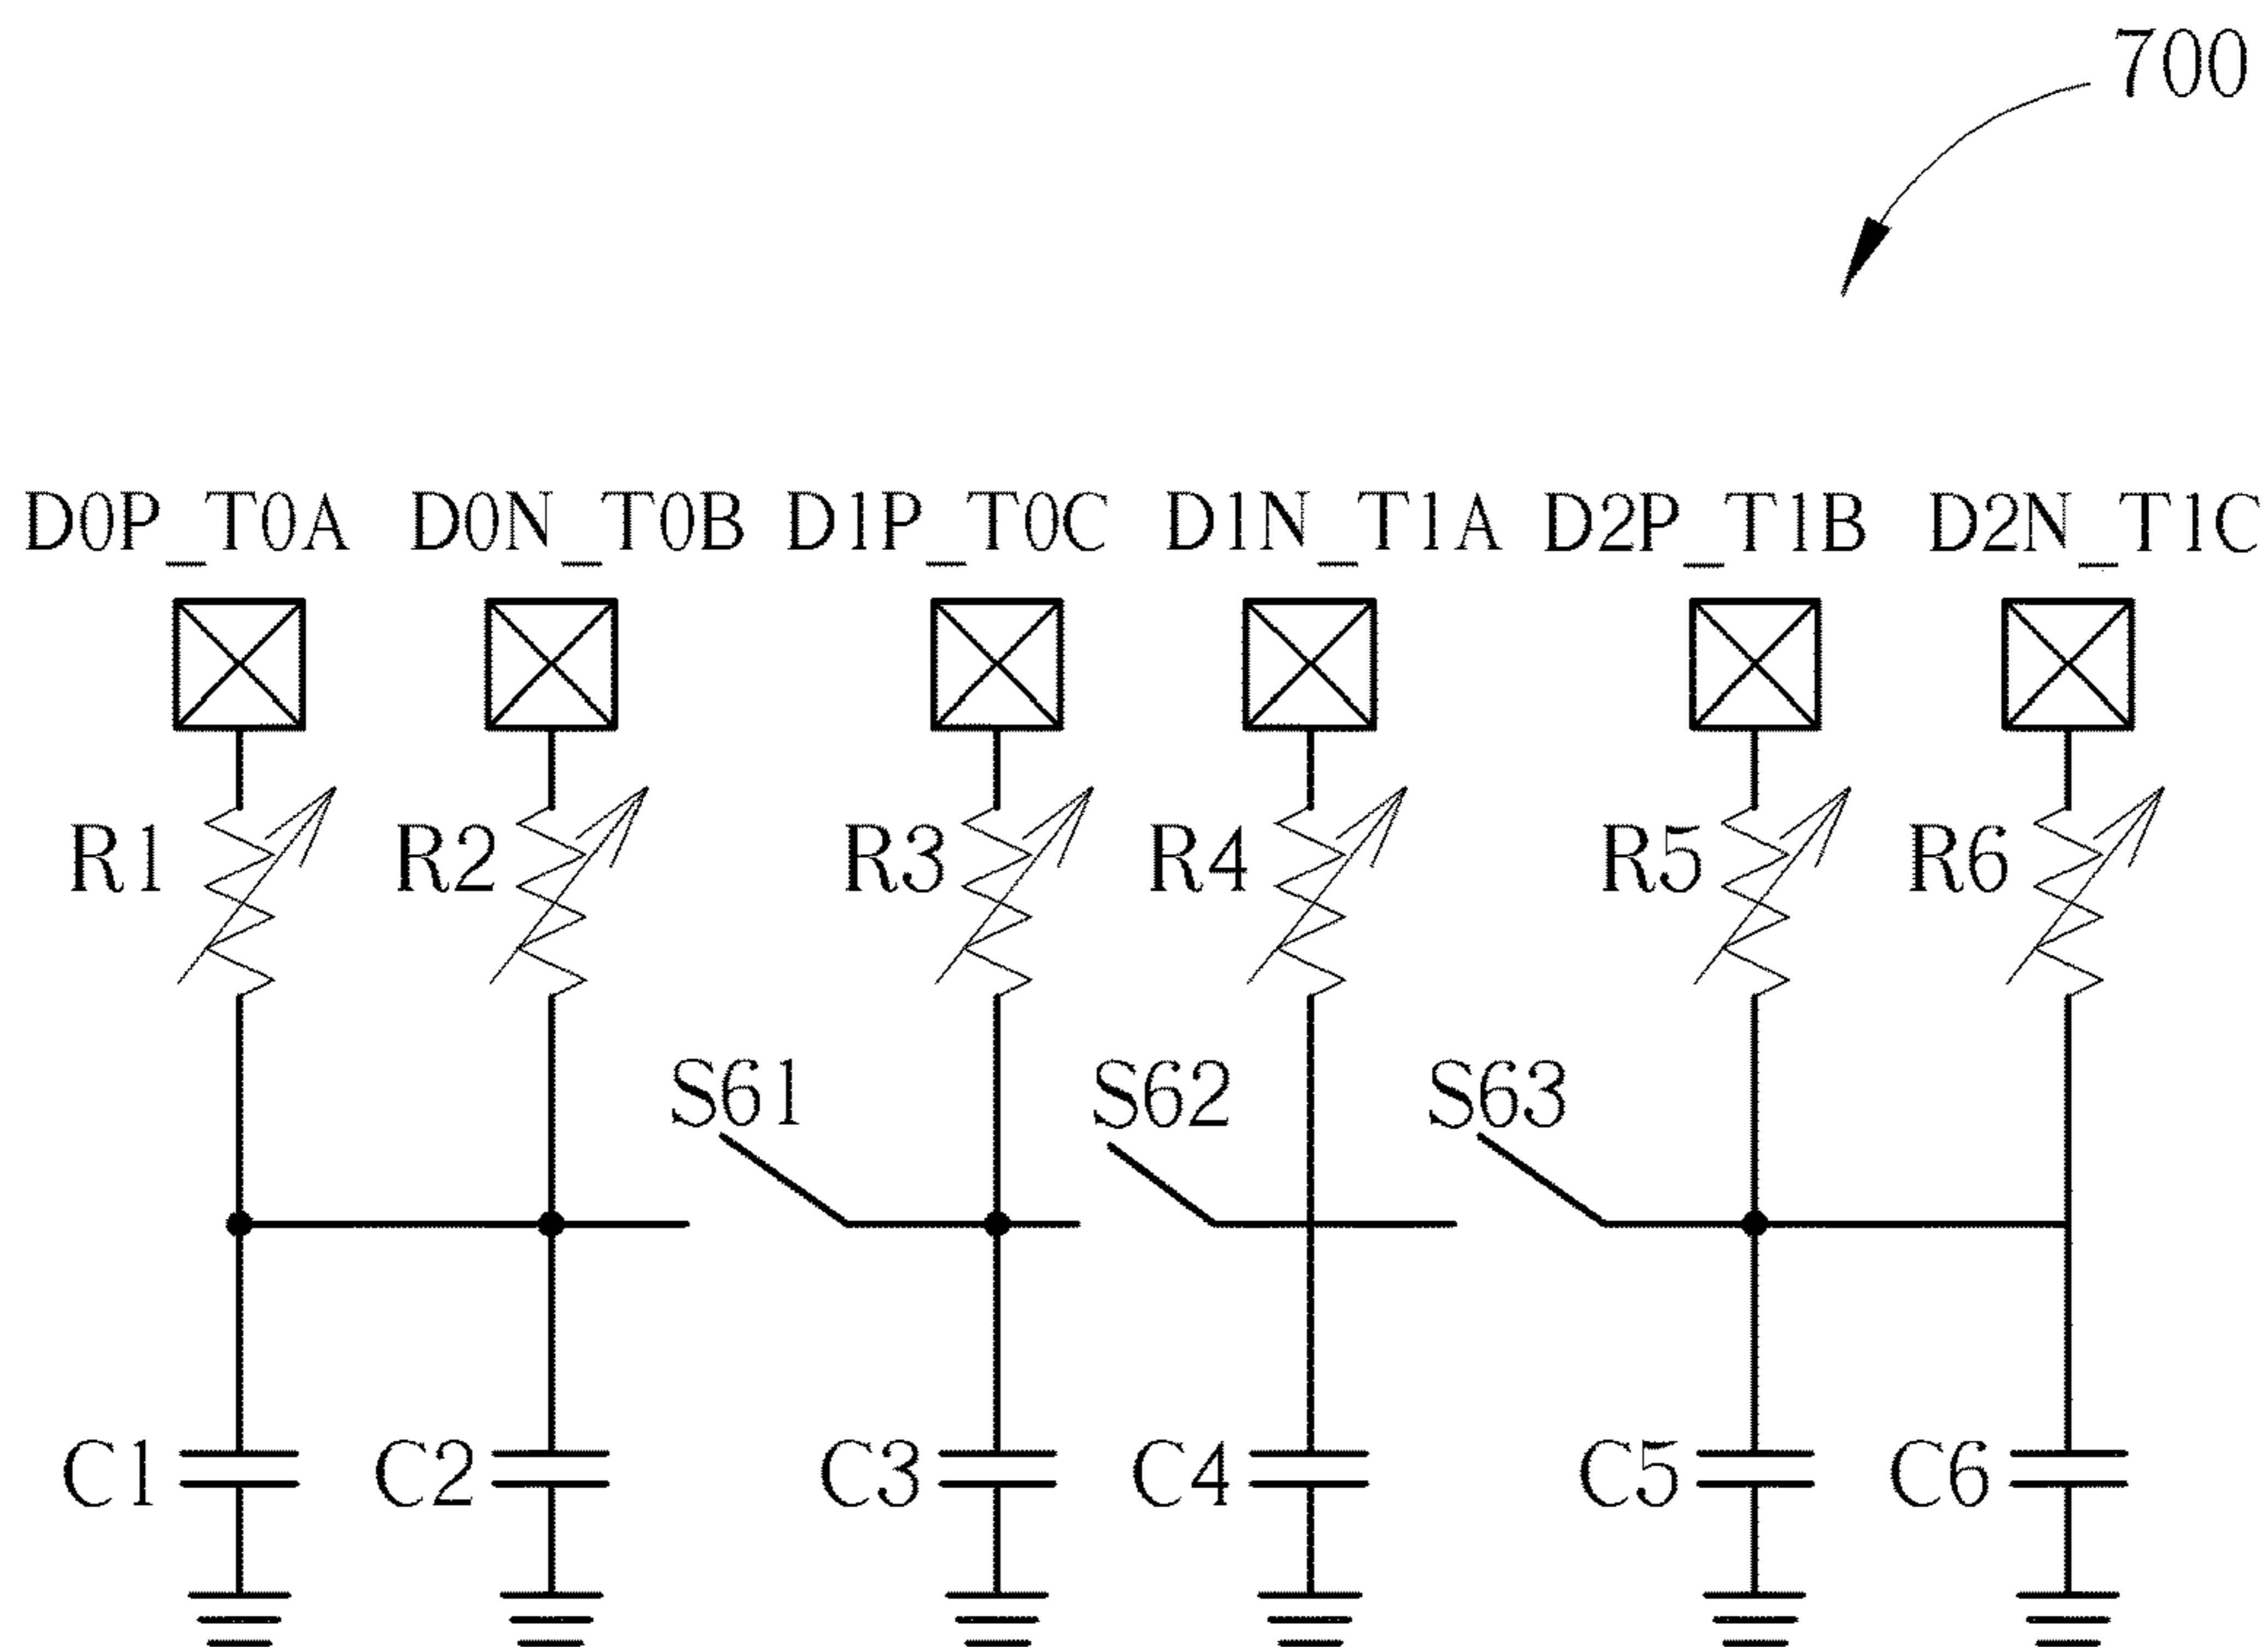 700
D0P_T0A D0N_T0B D1P_T0C D1N_T1A D2P_T1B D2N_T1C
R1 R2 R3 R4 R5 R6
S61 S62 S63
C1 C2 C3 C4 C5 C6